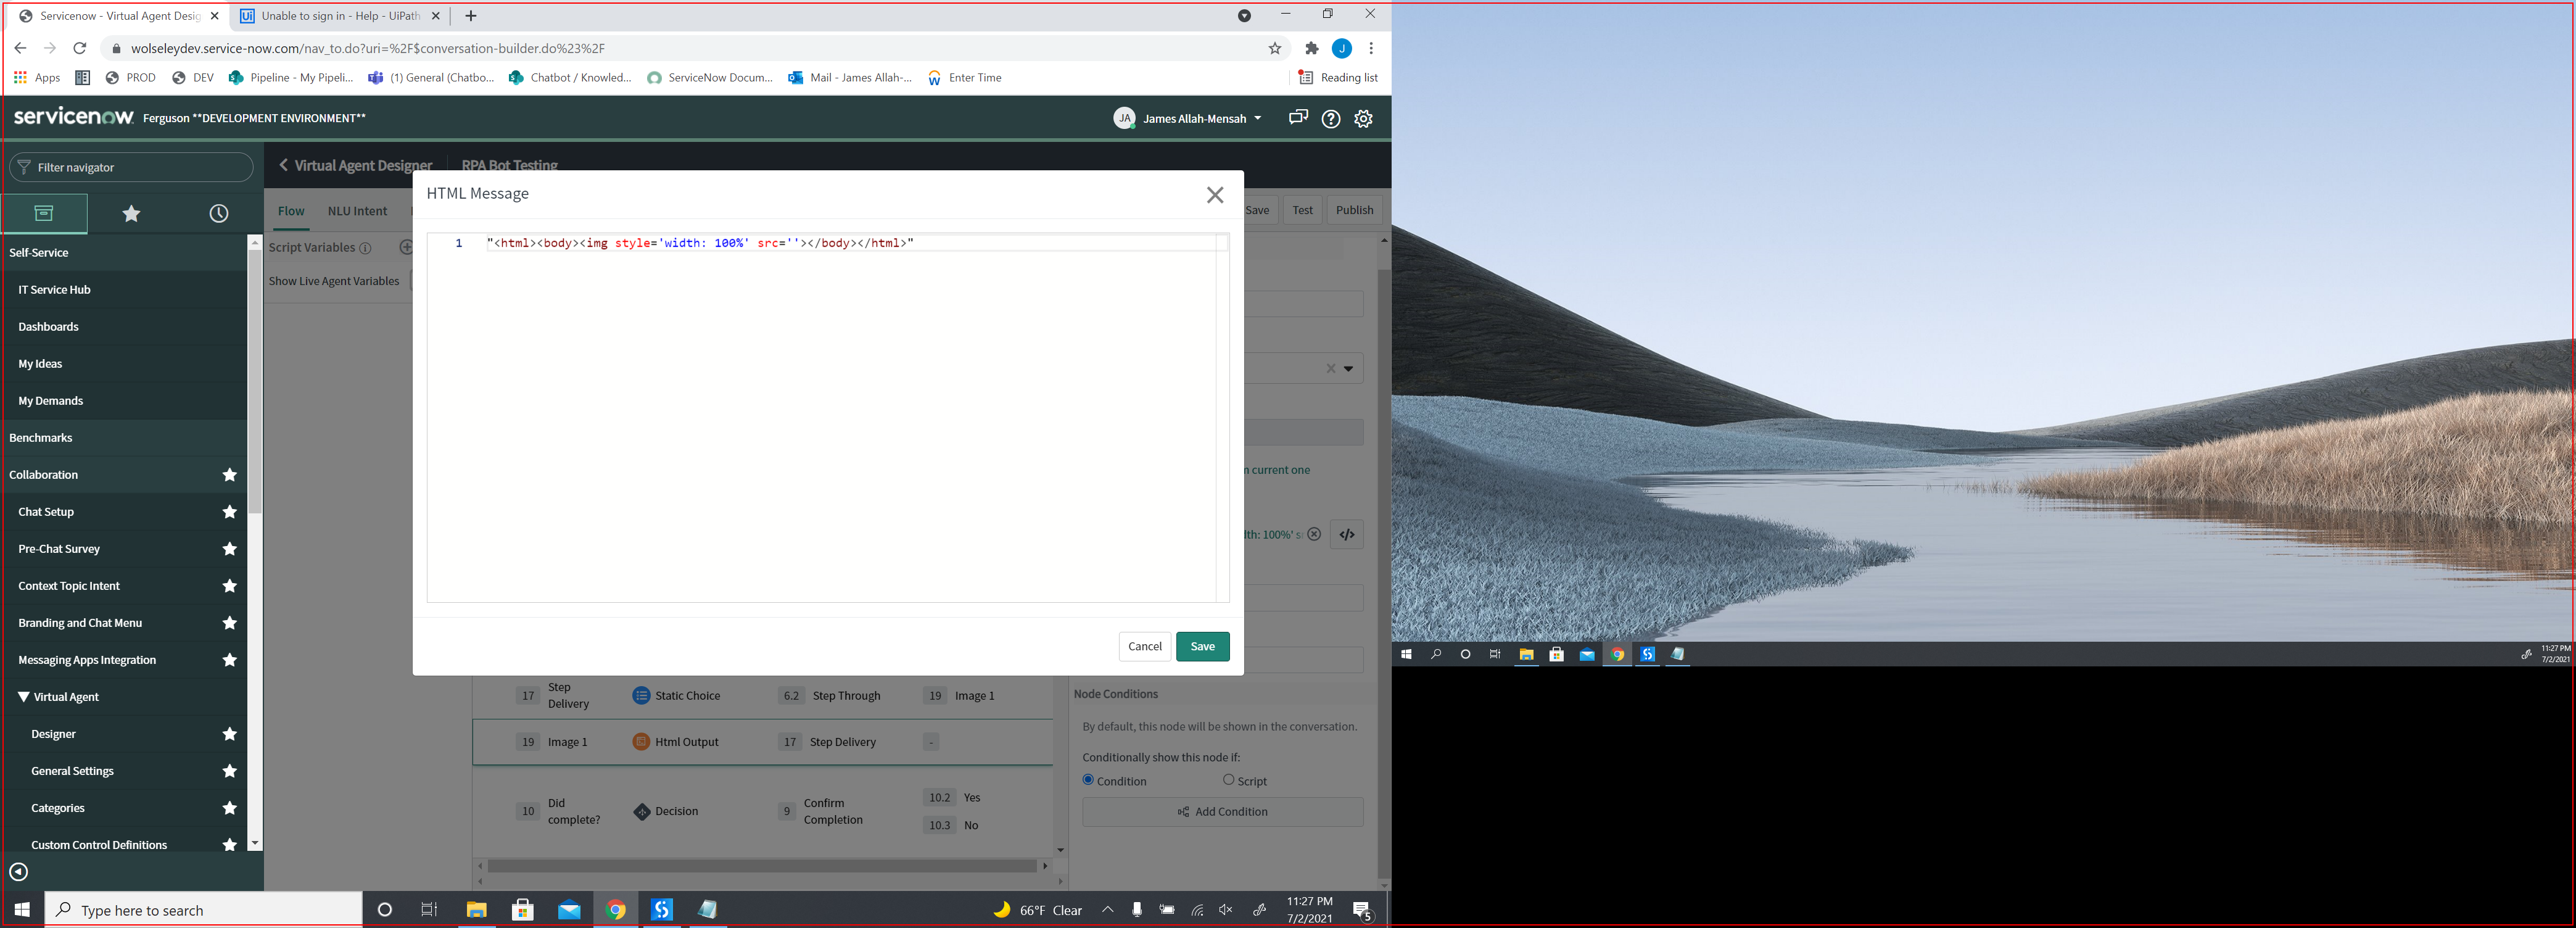 Servicenow - Virtual Agent Desig
Unable to sign in - Help - UiPath
wolseleydev.service-now.com/nav_to.do?uri=%2F$conversation-builder.do%23%2F
J
Apps
PROD
DEV
Pipeline - My Pipeli...
(1) General (Chatbo...
Chatbot / Knowled...
ServiceNow Docum...
Mail - James Allah-...
Enter Time
Reading list
servicenow
Ferguson **DEVELOPMENT ENVIRONMENT**
JA
James Allah-Mensah
Filter navigator
Virtual Agent Designer
RPA Bot Testing
Flow
NLU Intent
Save
Test
Publish
Script Variables
Show Live Agent Variables
HTML Message
1
"<html><body><img style='width: 100%' src=''></body></html>"
Cancel
Save
Self-Service
IT Service Hub
Dashboards
My Ideas
My Demands
Benchmarks
Collaboration
Chat Setup
Pre-Chat Survey
Context Topic Intent
Branding and Chat Menu
Messaging Apps Integration
Virtual Agent
Designer
General Settings
Categories
Custom Control Definitions
n current one
dth: 100%' s
</>
17 Step Delivery Static Choice 6.2 Step Through 19 Image 1
19 Image 1 Html Output 17 Step Delivery -
10 Did complete? Decision 9 Confirm Completion 10.2 Yes
10.3 No
Node Conditions
By default, this node will be shown in the conversation.
Conditionally show this node if:
Condition
Script
Add Condition
Type here to search
66°F Clear
11:27 PM
7/2/2021
5
11:27 PM
7/2/2021